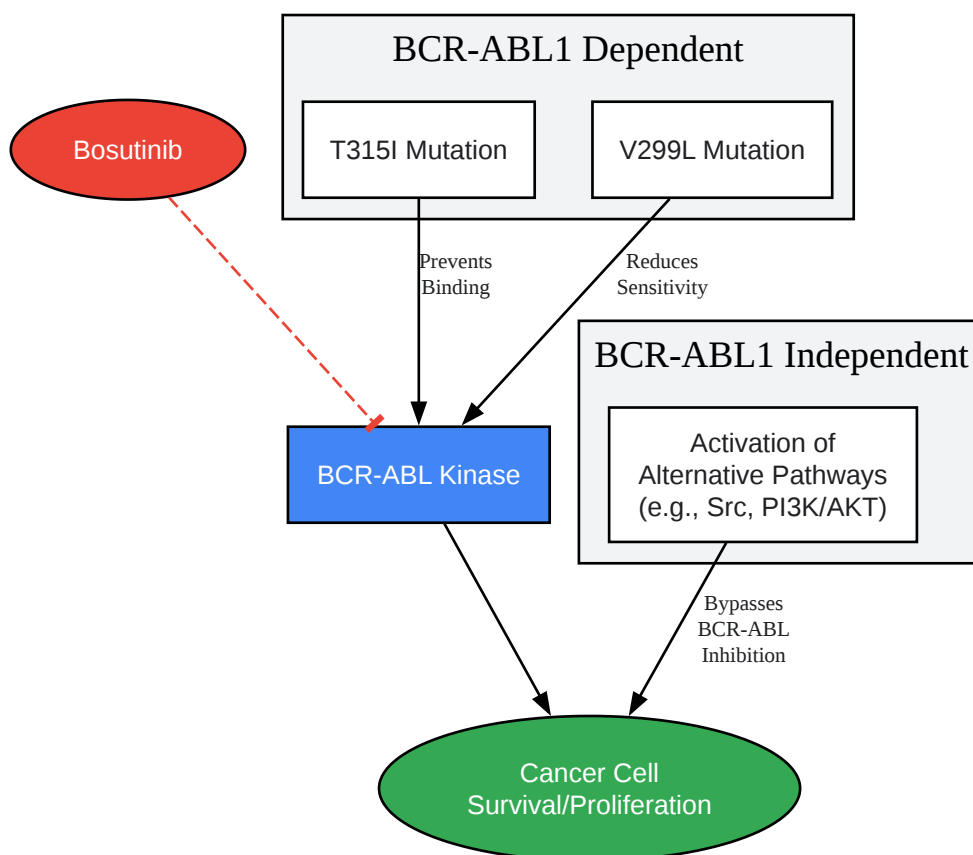 BCR-ABL1 Dependent
Bosutinib
T315I Mutation
V299L Mutation
Prevents
Binding
Reduces
Sensitivity
BCR-ABL1 Independent
BCR-ABL Kinase
Activation of
Alternative Pathways
(e.g., Src, PI3K/AKT)
Bypasses
BCR-ABL
Inhibition
Cancer Cell
Survival/Proliferation